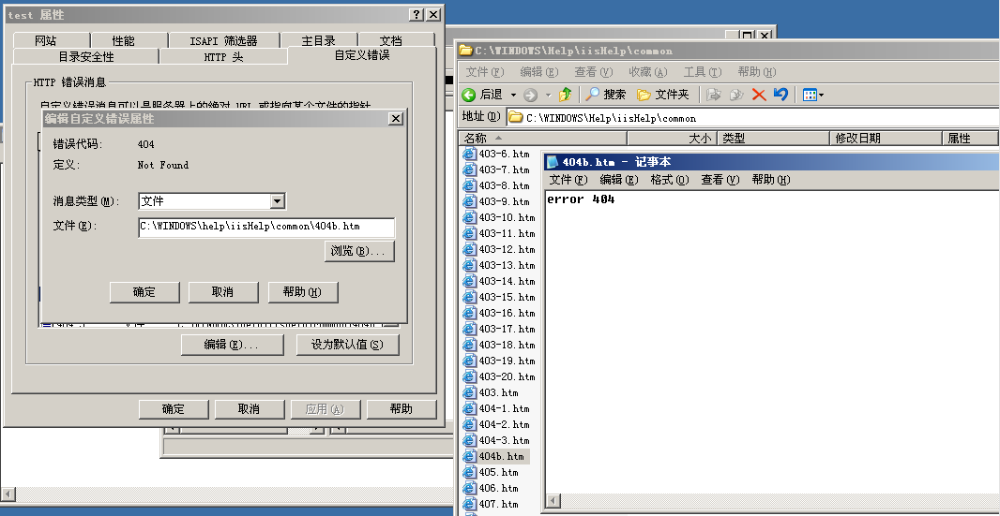 test 属性
网站
性能
ISAPI 筛选器
主目录
文档
目录安全性
HTTP 头
自定义错误
HTTP 错误消息
自定义错误消息可以是服务器上的绝对 URL 或指向某个文件的指针
编辑自定义错误属性
错误代码:
404
定义:
Not Found
消息类型(M):
文件
文件(E):
C:\WINDOWS\help\iisHelp\common\404b.htm
浏览(B)...
确定
取消
帮助(H)
编辑(E)...
设为默认值(S)
确定
取消
应用(A)
帮助
C:\WINDOWS\Help\iisHelp\common
文件(F)
编辑(E)
查看(V)
收藏(A)
工具(T)
帮助(H)
后退
搜索
文件夹
地址(D)
C:\WINDOWS\Help\iisHelp\common
名称
大小
类型
修改日期
属性
403-6.htm
403-7.htm
403-8.htm
403-9.htm
403-10.htm
403-11.htm
403-12.htm
403-13.htm
403-14.htm
403-15.htm
403-16.htm
403-17.htm
403-18.htm
403-19.htm
403-20.htm
403.htm
404-1.htm
404-2.htm
404-3.htm
404b.htm
405.htm
406.htm
407.htm
404b.htm - 记事本
文件(F)
编辑(E)
格式(O)
查看(V)
帮助(H)
error 404